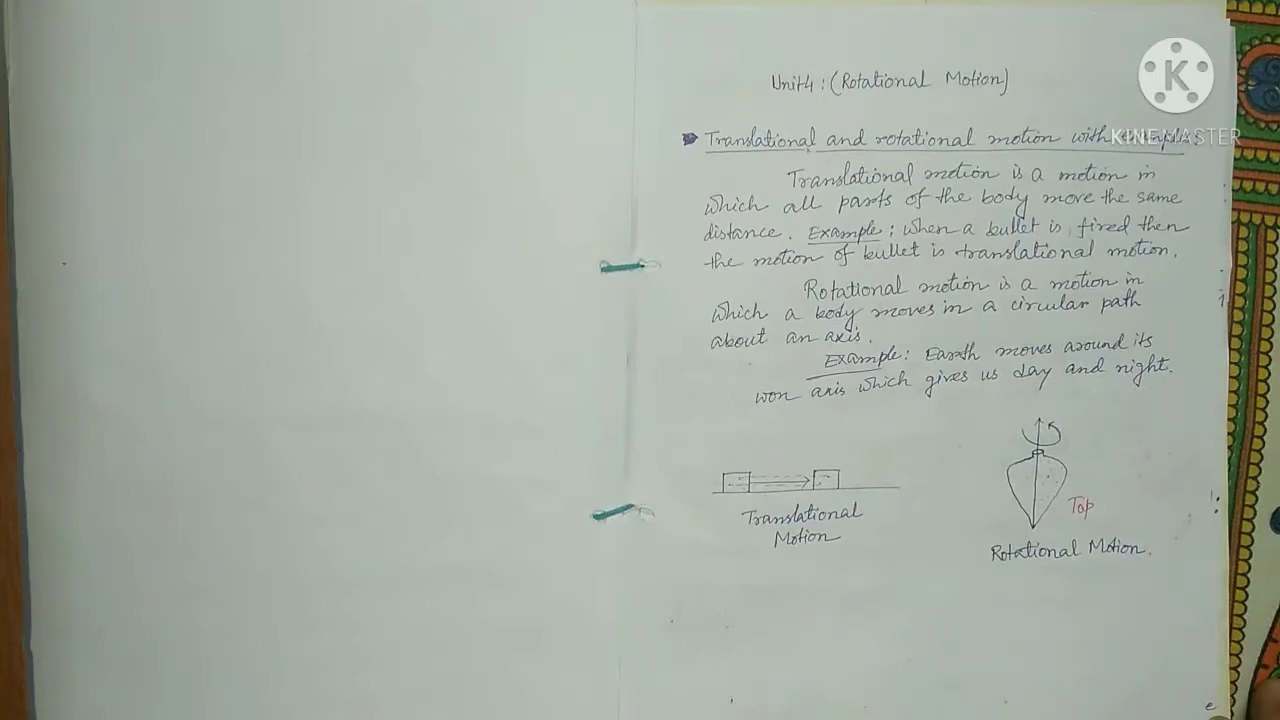 Unit4 : (Rotational Motion)
Translational and rotational motion with examples.
Translational motion is a motion in
which all parts of the body move the same
distance. Example : When a bullet is fired then
the motion of bullet is translational motion.
Rotational motion is a motion in
which a body moves in a circular path
about an axis.
Example : Earth moves around its
won axis which gives us day and night.
Top
Translational
Motion
Rotational Motion.
K
KINEMASTER